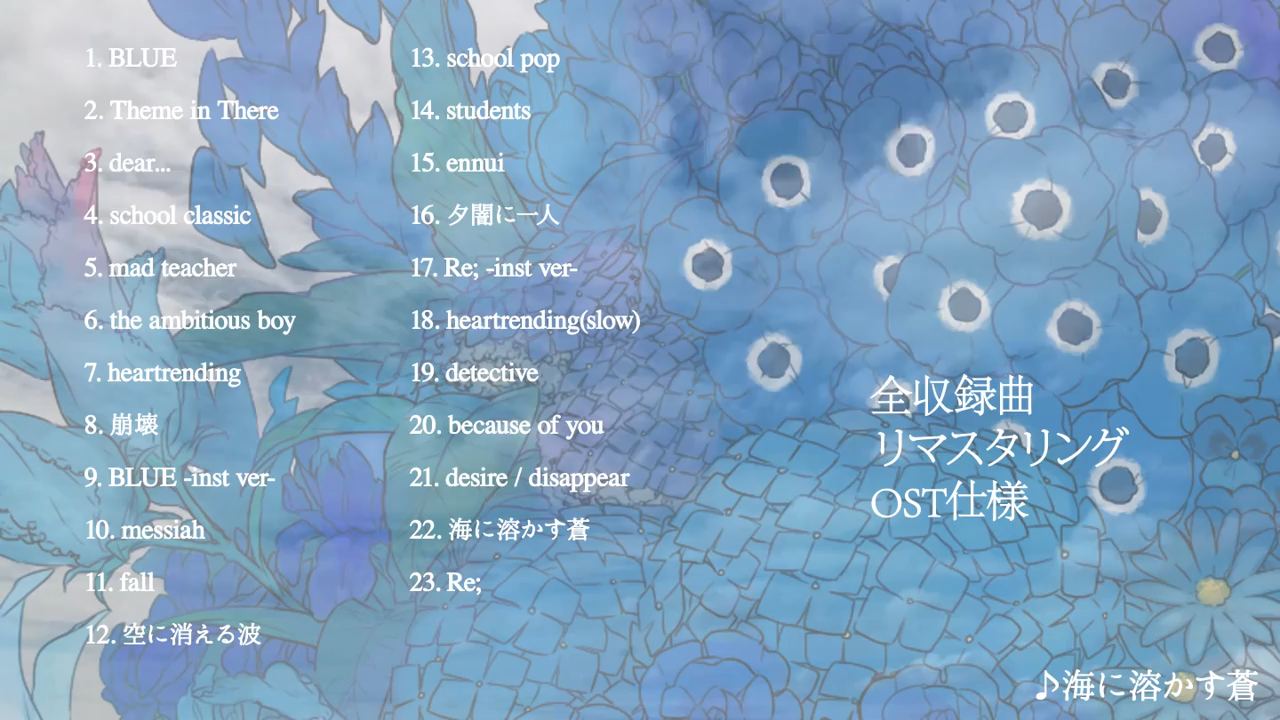 1. BLUE
2. Theme in There
3. dear...
4. school classic
5. mad teacher
6. the ambitious boy
7. heartrending
8. 崩壊
9. BLUE -inst ver-
10. messiah
11. fall
12. 空に消える波
13. school pop
14. students
15. ennui
16. 夕闇に一人
17. Re; -inst ver-
18. heartrending(slow)
19. detective
20. because of you
21. desire / disappear
22. 海に溶かす蒼
23. Re;
全収録曲
リマスタリング
OST仕様
♪海に溶かす蒼